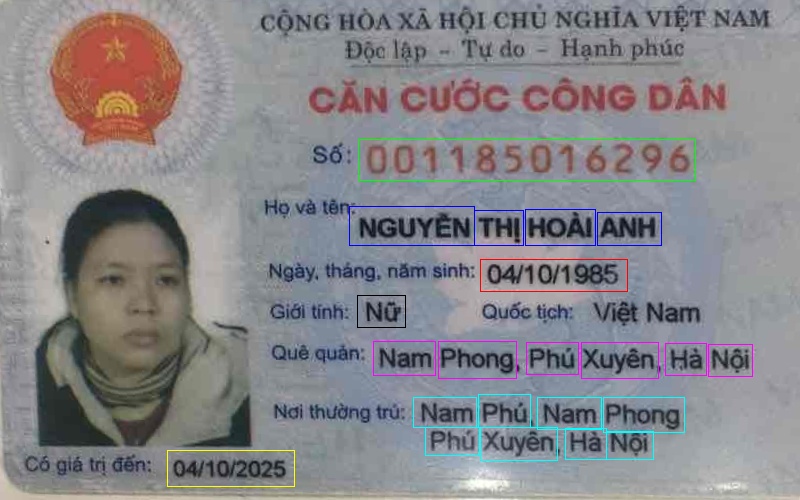 CỘNG HÒA XÃ HỘI CHỦ NGHĨA VIỆT NAM
Độc lập - Tự do - Hạnh phúc
CĂN CƯỚC CÔNG DÂN
Số: 001185016296
Họ và tên:
NGUYỄN THỊ HOÀI ANH
Ngày, tháng, năm sinh: 04/10/1985
Giới tính: Nữ Quốc tịch: Việt Nam
Quê quán: Nam Phong, Phú Xuyên, Hà Nội
Nơi thường trú: Nam Phú, Nam Phong
Phú Xuyên, Hà Nội
Có giá trị đến: 04/10/2025